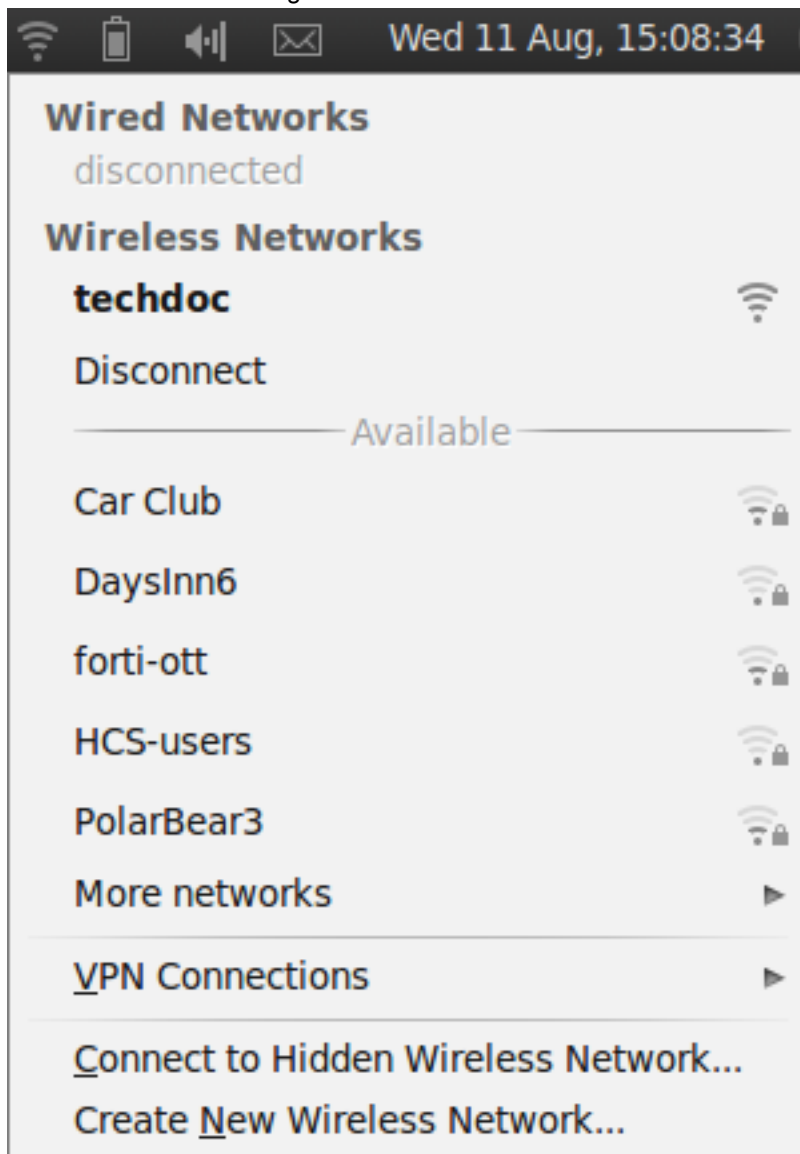 Wed 11 Aug, 15:08:34
Wired Networks
disconnected
Wireless Networks
techdoc
Disconnect
Available
Car Club
DaysInn6
forti-ott
HCS-users
PolarBear3
More networks
VPN Connections
Connect to Hidden Wireless Network...
Create New Wireless Network...